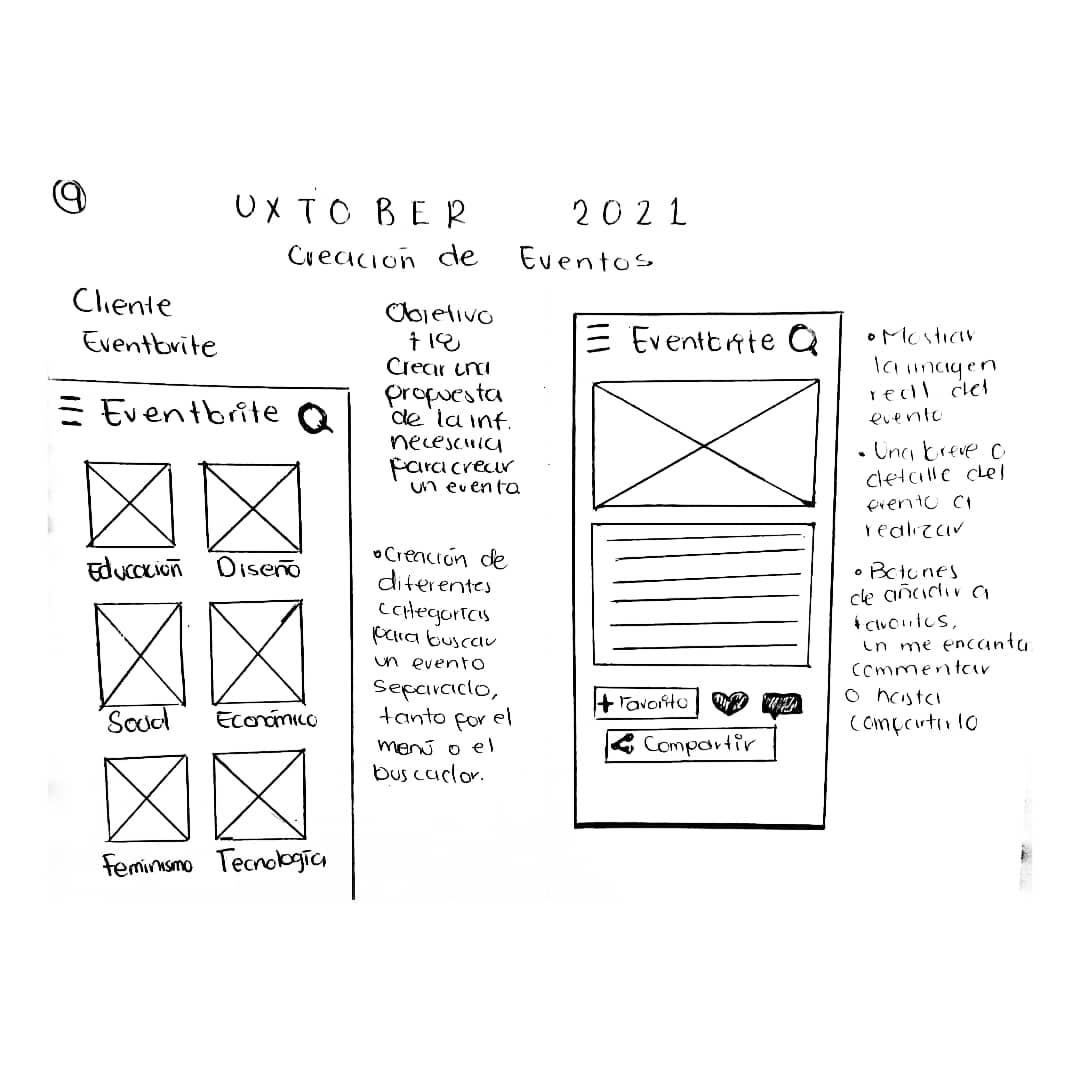 9
UXTOBER 2021
Creación de Eventos
Cliente
Eventbrite
Eventbrite
Educación Diseño
Social Económico
Feminismo Tecnología
Objetivo
Crear una
propuesta
de la inf.
necesaria
para crear
un evento
Creación de
diferentes
categorías
para buscar
un evento
separado,
tanto por el
menú o el
buscador.
Eventbrite
+ Favorito
Compartir
• Mostrar
la imagen
real del
evento
• Una breve o
detalle del
evento a
realizar
• Botones
de añadir a
favoritos,
un me encanta
commentar
o hasta
compartirlo